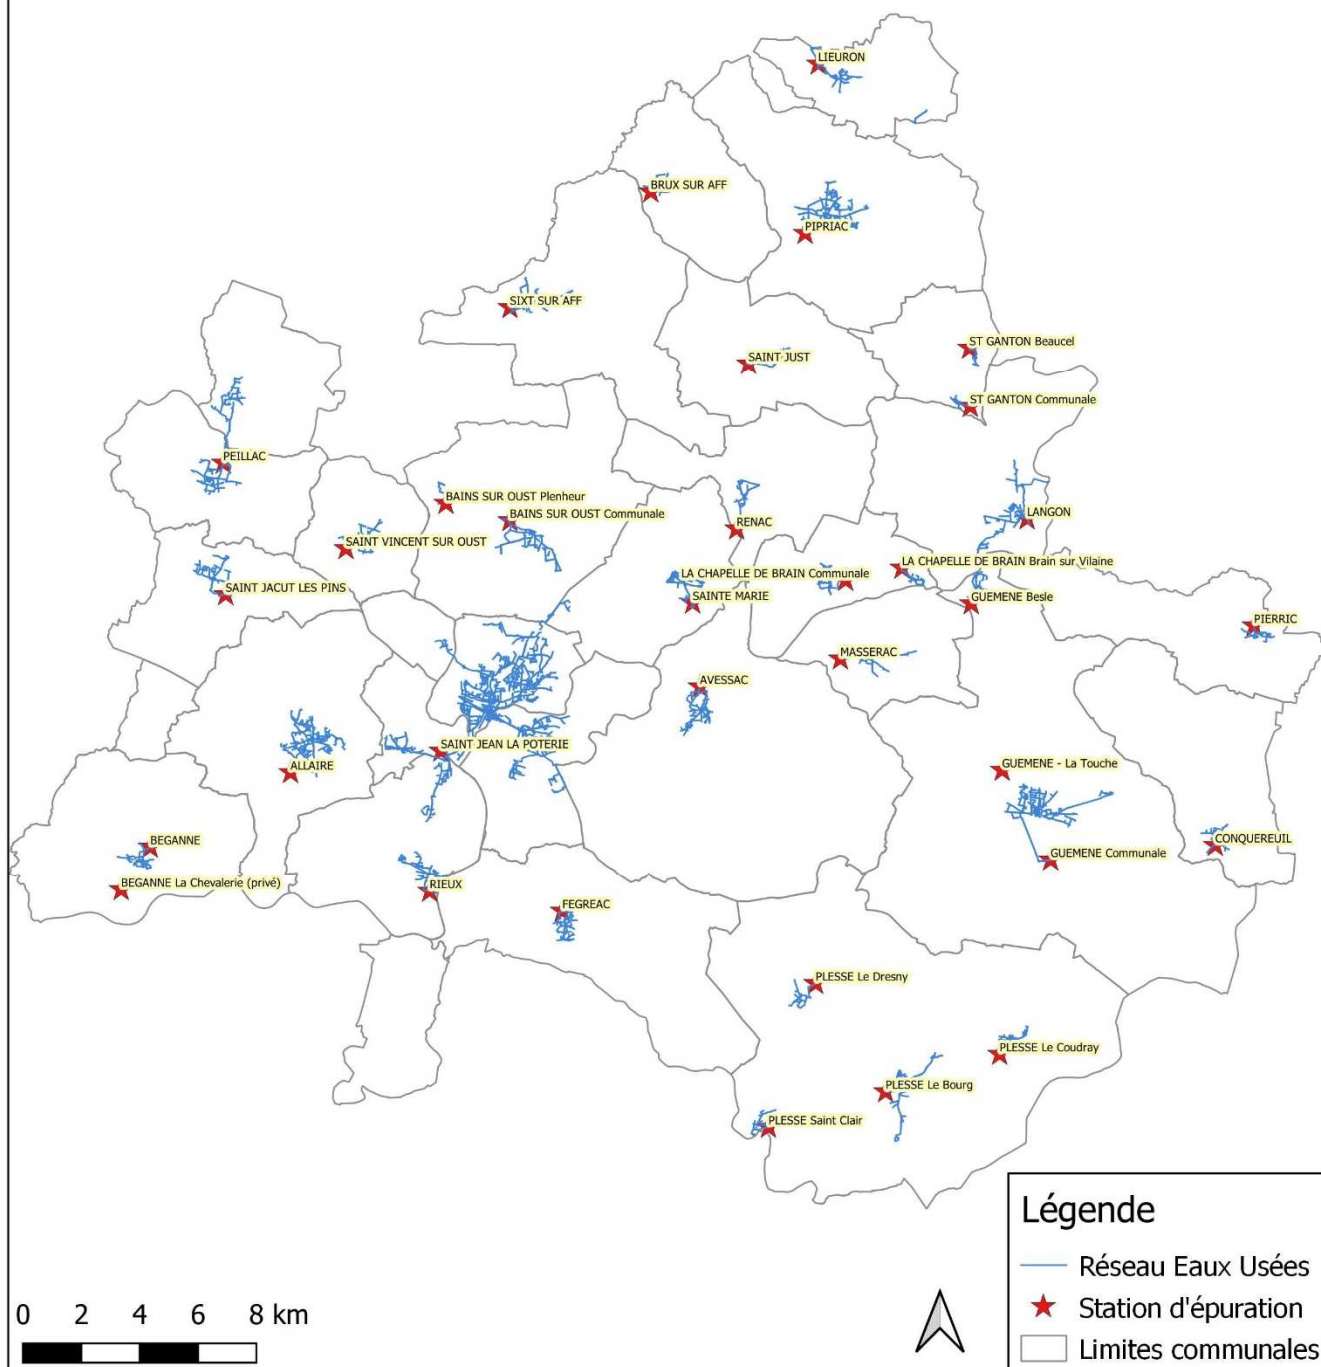 LIEURON
BRUX SUR AFF
PIPRIAC
SIXT SUR AFF
ST GANTON Beaucel
SAINT JUST
ST GANTON Communale
PEILLAC
BAINS SUR OUST Plenheur
BAINS SUR OUST Communale
LANGON
RENAC
SAINT VINCENT SUR OUST
LA CHAPELLE DE BRAIN Brain sur Vilaine
LA CHAPELLE DE BRAIN Communale
SAINT JACUT LES PINS
SAINTE MARIE
GUEMENE Besle
PIERRIC
MASSERAC
AVESSAC
SAINT JEAN LA POTERIE
ALLAIRE
GUEMENE - La Touche
BEGANNE
CONQUEREUIL
GUEMENE Communale
BEGANNE La Chevalerie (privé)
RIEUX
FEGREAC
PLESSE Le Dresny
PLESSE Le Coudray
PLESSE Le Bourg
PLESSE Saint Clair
Légende
Réseau Eaux Usées
Station d'épuration
Limites communales
0 2 4 6 8 km